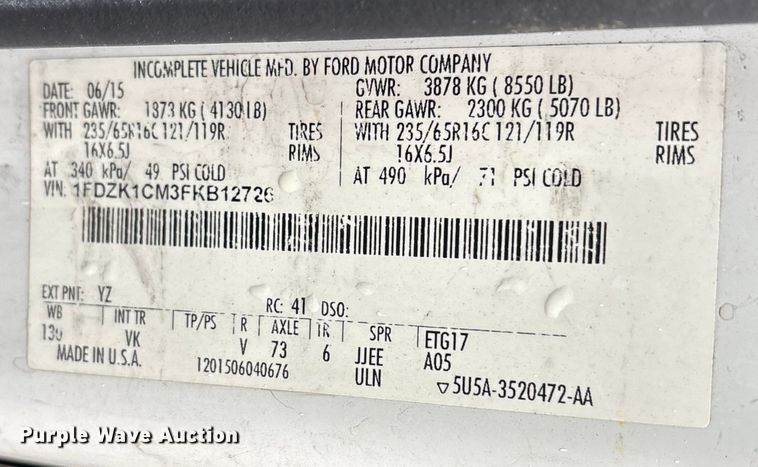 INCOMPLETE VEHICLE MFD. BY FORD MOTOR COMPANY
DATE: 06/15 GVWR: 3878 KG ( 8550 LB)
FRONT GAWR: 1873 KG ( 4130 LB) REAR GAWR: 2300 KG ( 5070 LB)
WITH 235/65R16C 121/119R TIRES WITH 235/65R16C 121/119R TIRES
16X6.5J RIMS 16X6.5J RIMS
AT 340 kPa/ 49 PSI COLD AT 490 kPa/ 71 PSI COLD
VIN: 1FDZK1CM3FKB12726
EXT PNT: YZ RC: 41 DSO:
WB INT TR TP/PS R AXLE TR SPR ETG17
VK V 73 6 JJEE A05
MADE IN U.S.A. 1201506040676 ULN ▽5U5A-3520472-AA
Purple Wave Auction